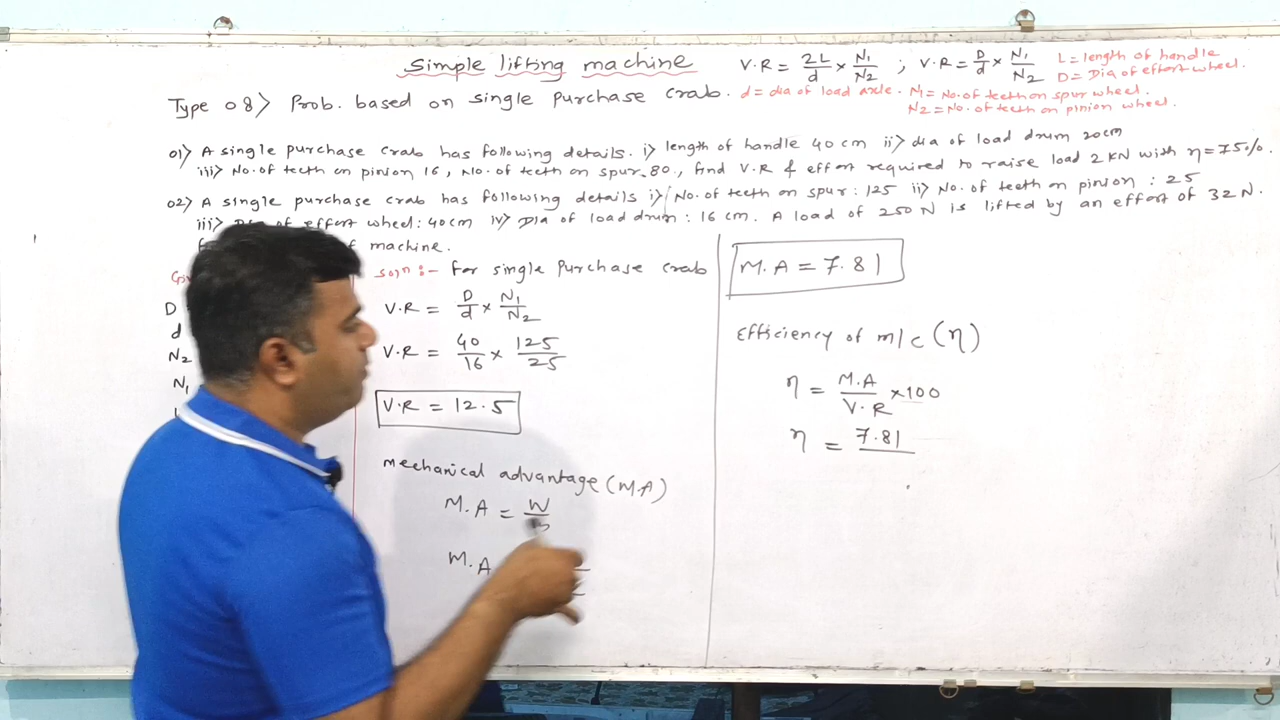 Simple lifting machine
V.R = 2L/d × N₁/N₂ ; V.R = D/d × N₁/N₂
L = length of handle
D = Dia of effort wheel.
Type 08> Prob. based on single purchase crab.
d = dia of load axle. N₁ = No. of teeth on spur wheel.
N₂ = No. of teeth on pinion wheel.
01> A single purchase crab has following details. i> length of handle 40 cm ii> dia of load drum 20cm
iii> No. of teeth on pinion 16, No. of teeth on spur 80., find V.R & effort required to raise load 2 KN with η = 75%.
02> A single purchase crab has following details i> No. of teeth on spur : 125 ii> No. of teeth on pinion : 25
iii> Dia of effort wheel : 40cm iv> Dia of load drum : 16 cm. A load of 250 N is lifted by an effort of 32 N.
machine.
D
d
N₂
N₁
soln :- For single purchase crab
V.R = D/d × N₁/N₂
V.R = 40/16 × 125/25
V.R = 12.5
Mechanical advantage (M.A)
M.A = W
M.A
M.A = 7.81
Efficiency of m/c (η)
η = M.A/V.R × 100
η = 7.81